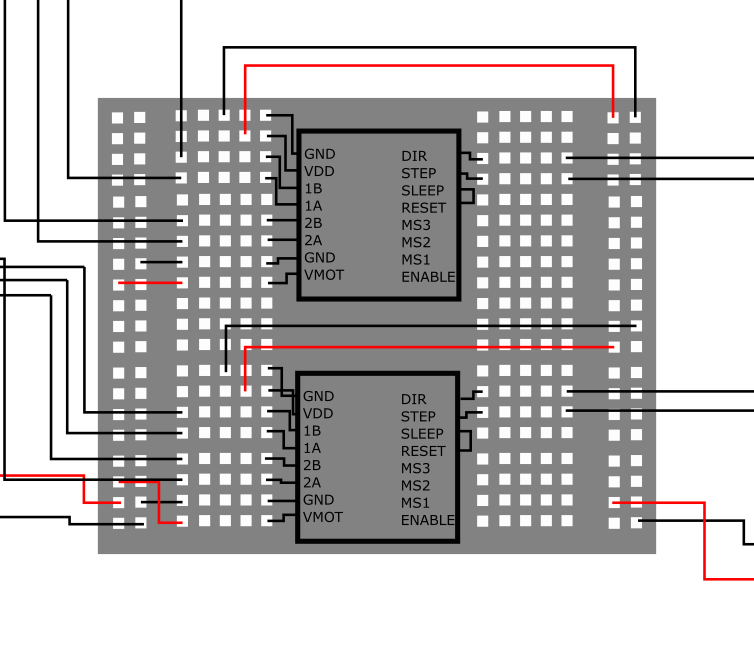 GND
VDD
1B
1A
2B
2A
GND
VMOT
DIR
STEP
SLEEP
RESET
MS3
MS2
MS1
ENABLE
GND
VDD
1B
1A
2B
2A
GND
VMOT
DIR
STEP
SLEEP
RESET
MS3
MS2
MS1
ENABLE